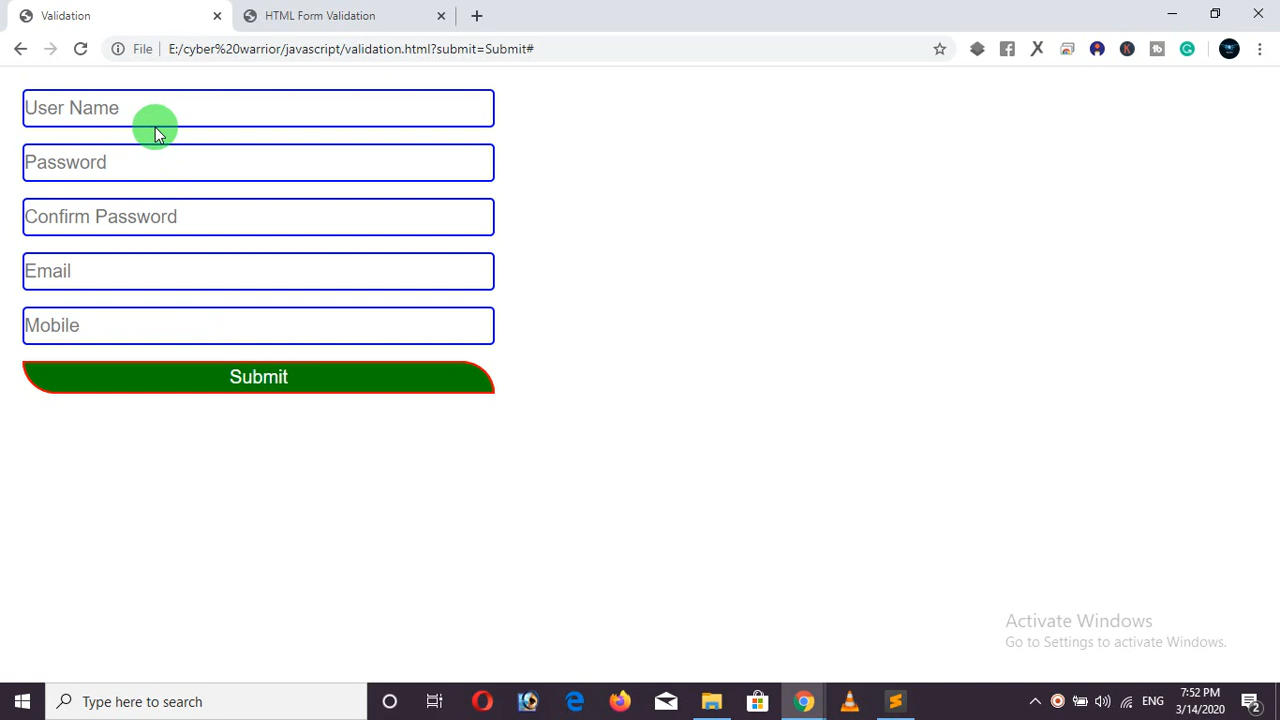 Validation
HTML Form Validation
File
E:/cyber%20warrior/javascript/validation.html?submit=Submit#
User Name
Password
Confirm Password
Email
Mobile
Submit
Activate Windows
Go to Settings to activate Windows.
Type here to search
ENG
7:52 PM
3/14/2020
2